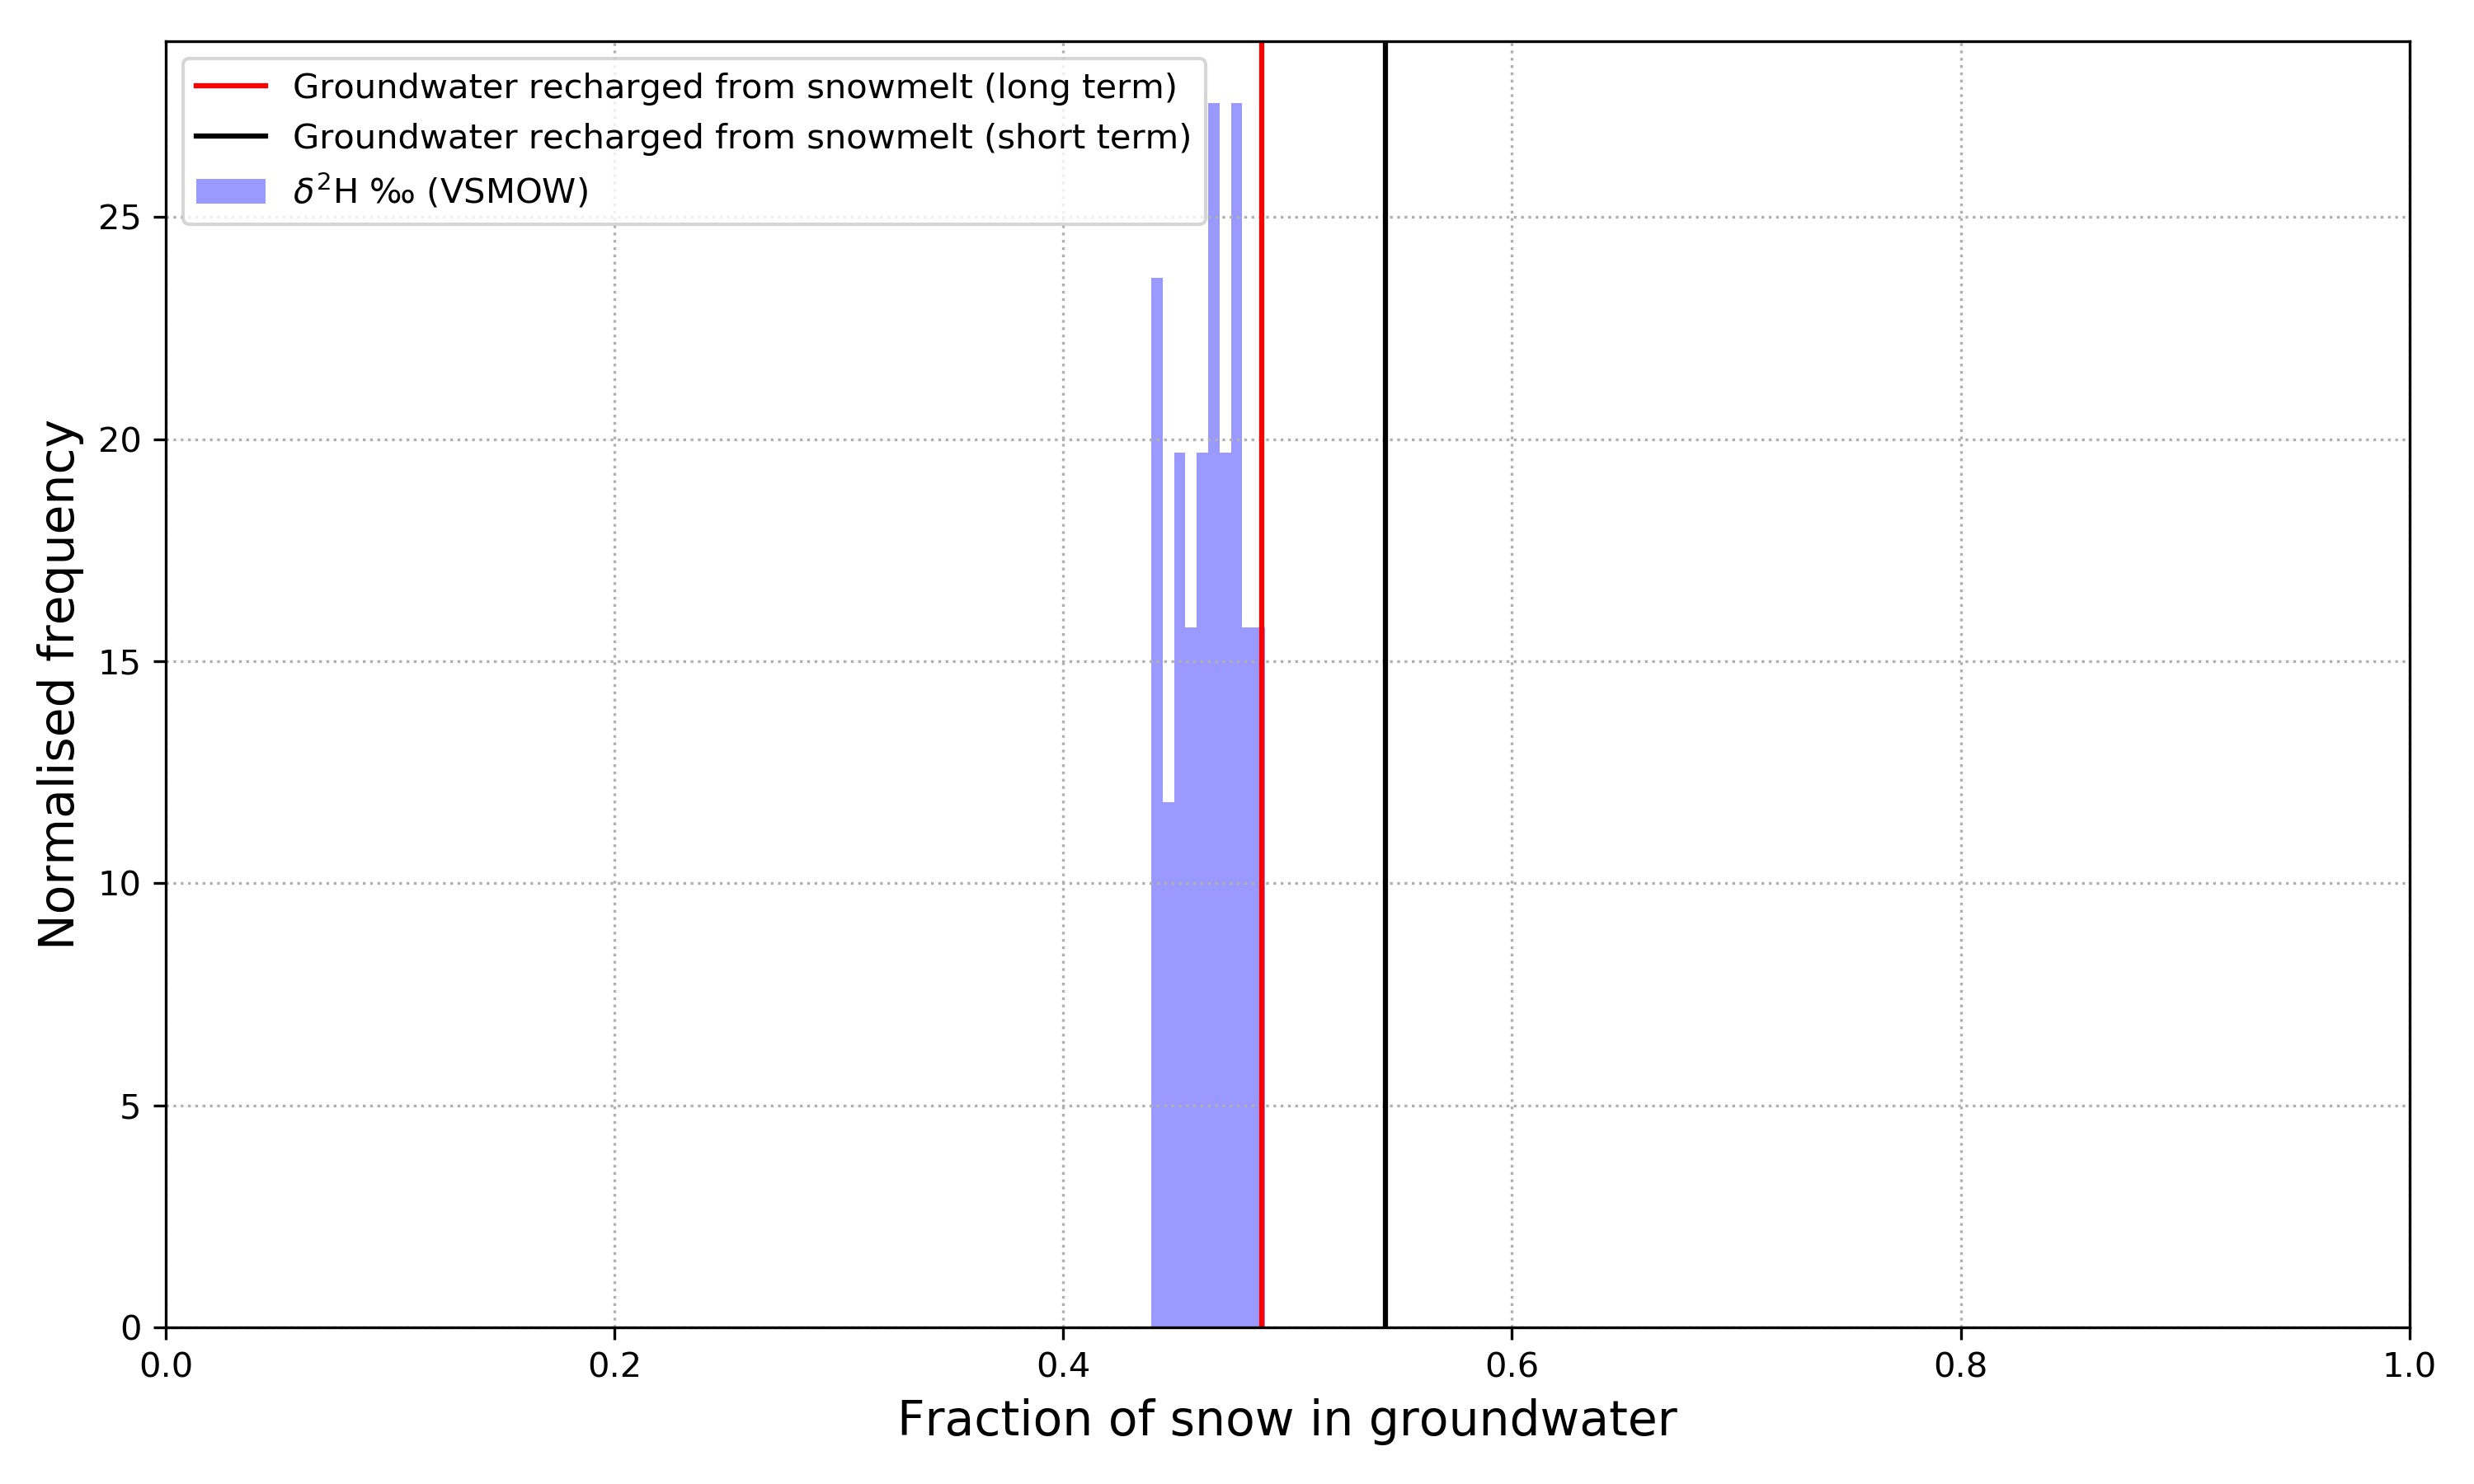 Groundwater recharged from snowmelt (long term)
Groundwater recharged from snowmelt (short term)
δ²H ‰ (VSMOW)
Normalised frequency
25
20
15
10
5
0
0.0 0.2 0.4 0.6 0.8 1.0
Fraction of snow in groundwater